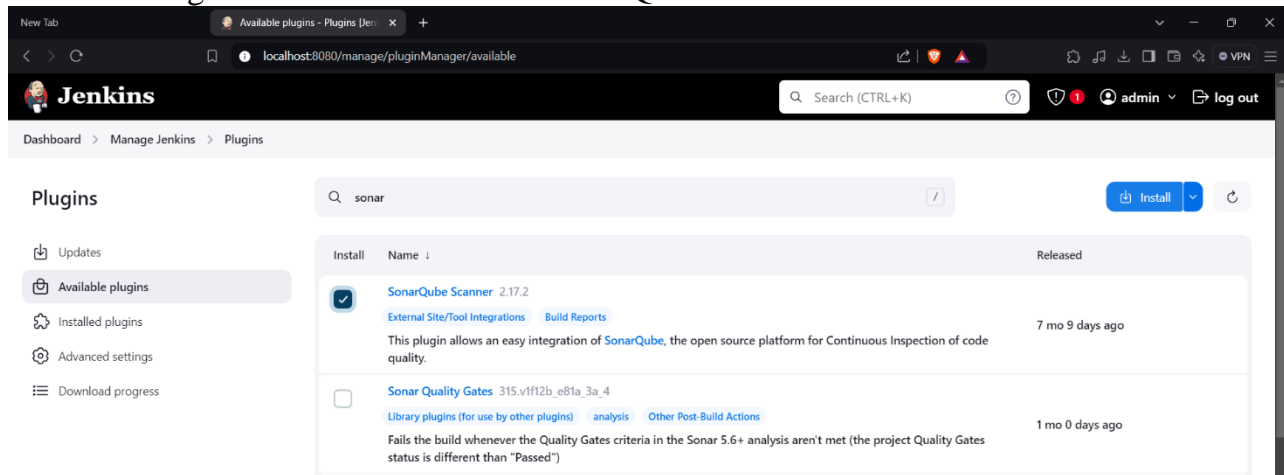 New Tab
Available plugins - Plugins [Jen
localhost:8080/manage/pluginManager/available
VPN
Jenkins
Search (CTRL+K)
1
admin
log out
Dashboard > Manage Jenkins > Plugins
Plugins
sonar
/
Install
Updates
Available plugins
Installed plugins
Advanced settings
Download progress
Install Name ↓ Released
SonarQube Scanner 2.17.2
External Site/Tool Integrations Build Reports
This plugin allows an easy integration of SonarQube, the open source platform for Continuous Inspection of code
quality.
7 mo 9 days ago
Sonar Quality Gates 315.v1f12b_e81a_3a_4
Library plugins (for use by other plugins) analysis Other Post-Build Actions
Fails the build whenever the Quality Gates criteria in the Sonar 5.6+ analysis aren't met (the project Quality Gates
status is different than "Passed")
1 mo 0 days ago